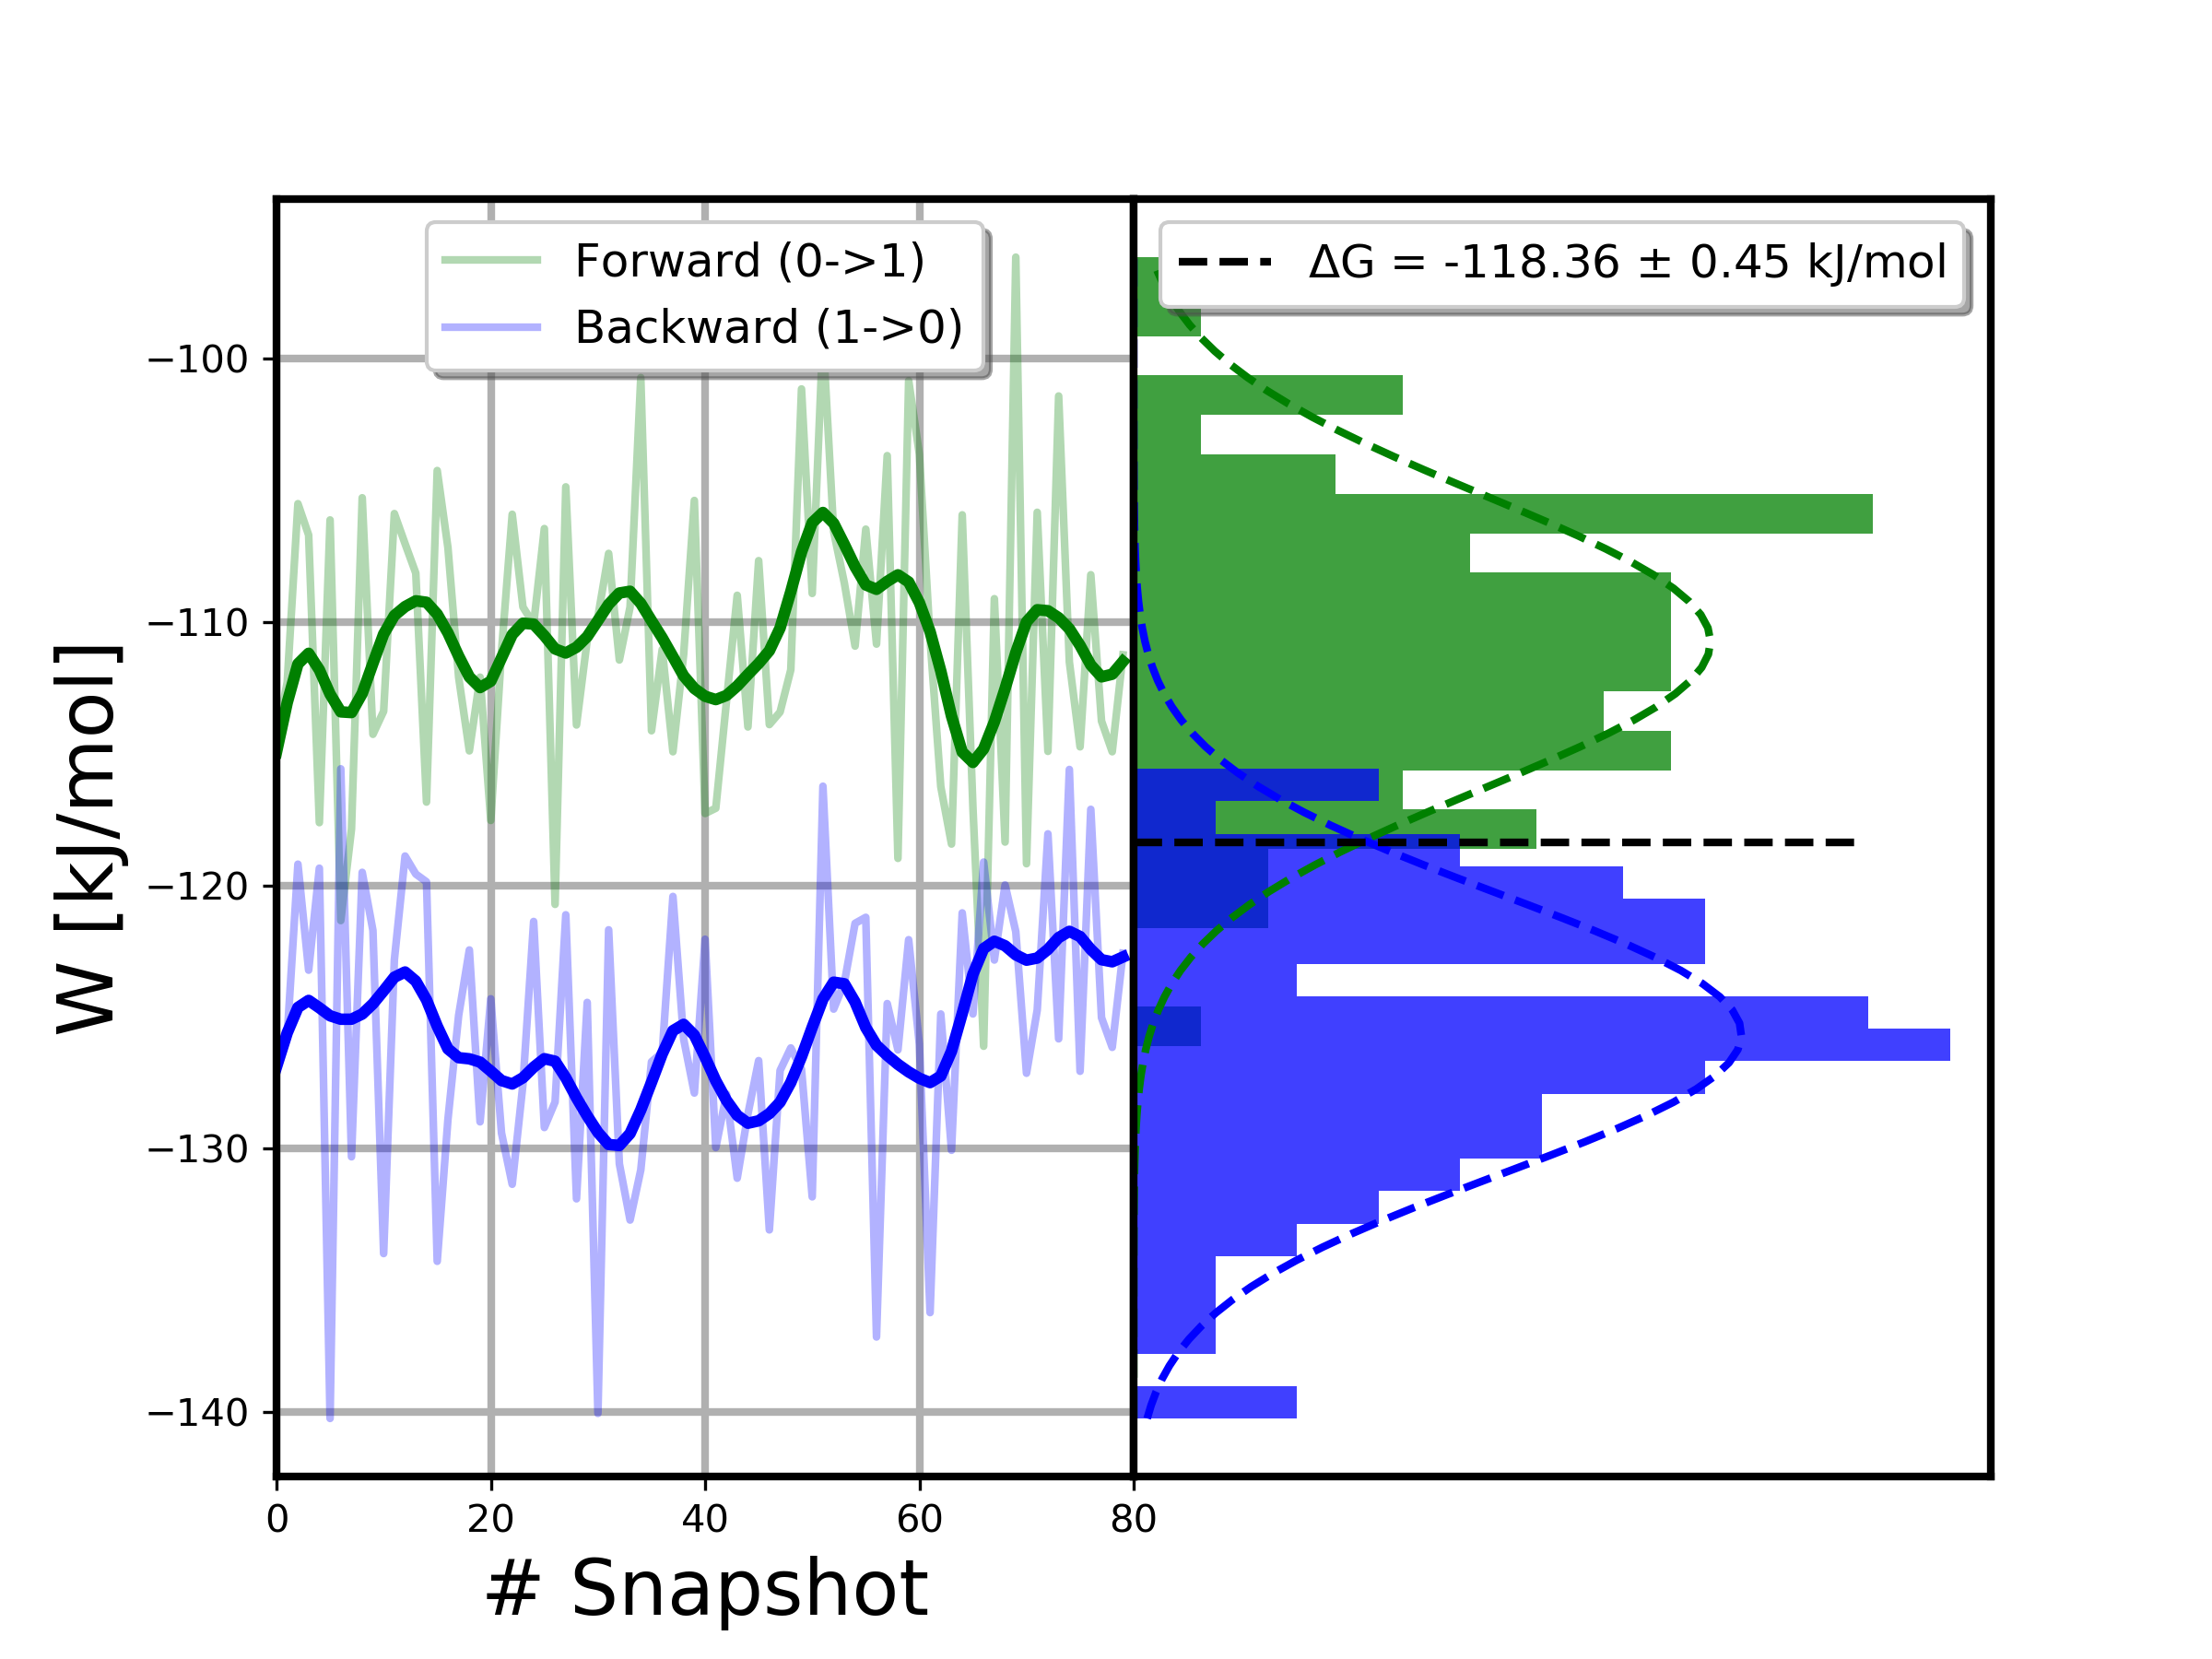 Forward (0->1)
Backward (1->0)
ΔG = -118.36 ± 0.45 kJ/mol
W [kJ/mol]
−100
−110
−120
−130
−140
0 20 40 60 80
# Snapshot